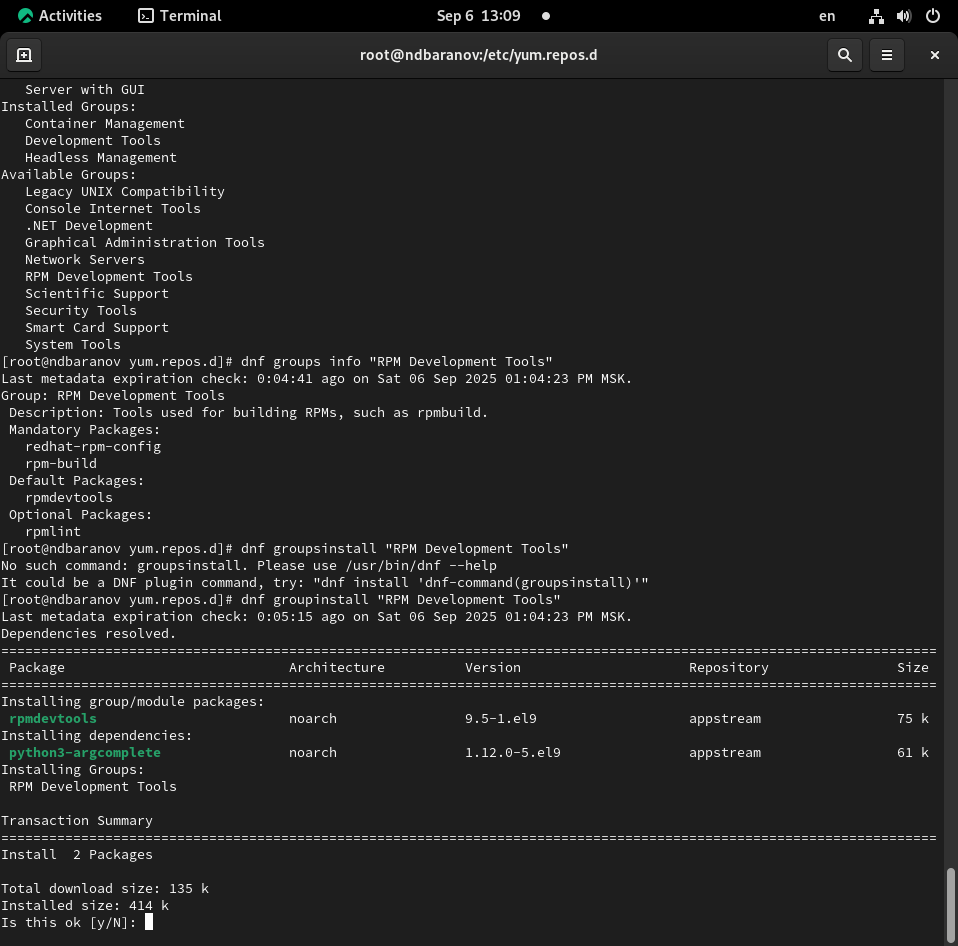 Activities Terminal Sep 6 13:09 en
root@ndbaranov:/etc/yum.repos.d
   Server with GUI
Installed Groups:
   Container Management
   Development Tools
   Headless Management
Available Groups:
   Legacy UNIX Compatibility
   Console Internet Tools
   .NET Development
   Graphical Administration Tools
   Network Servers
   RPM Development Tools
   Scientific Support
   Security Tools
   Smart Card Support
   System Tools
[root@ndbaranov yum.repos.d]# dnf groups info "RPM Development Tools"
Last metadata expiration check: 0:04:41 ago on Sat 06 Sep 2025 01:04:23 PM MSK.
Group: RPM Development Tools
 Description: Tools used for building RPMs, such as rpmbuild.
 Mandatory Packages:
   redhat-rpm-config
   rpm-build
 Default Packages:
   rpmdevtools
 Optional Packages:
   rpmlint
[root@ndbaranov yum.repos.d]# dnf groupsinstall "RPM Development Tools"
No such command: groupsinstall. Please use /usr/bin/dnf --help
It could be a DNF plugin command, try: "dnf install 'dnf-command(groupsinstall)'"
[root@ndbaranov yum.repos.d]# dnf groupinstall "RPM Development Tools"
Last metadata expiration check: 0:05:15 ago on Sat 06 Sep 2025 01:04:23 PM MSK.
Dependencies resolved.
=====================================================================================================================
 Package                            Architecture          Version                     Repository                Size
=====================================================================================================================
Installing group/module packages:
 rpmdevtools                        noarch                9.5-1.el9                   appstream                 75 k
Installing dependencies:
 python3-argcomplete                noarch                1.12.0-5.el9                appstream                 61 k
Installing Groups:
 RPM Development Tools

Transaction Summary
=====================================================================================================================
Install  2 Packages

Total download size: 135 k
Installed size: 414 k
Is this ok [y/N]: